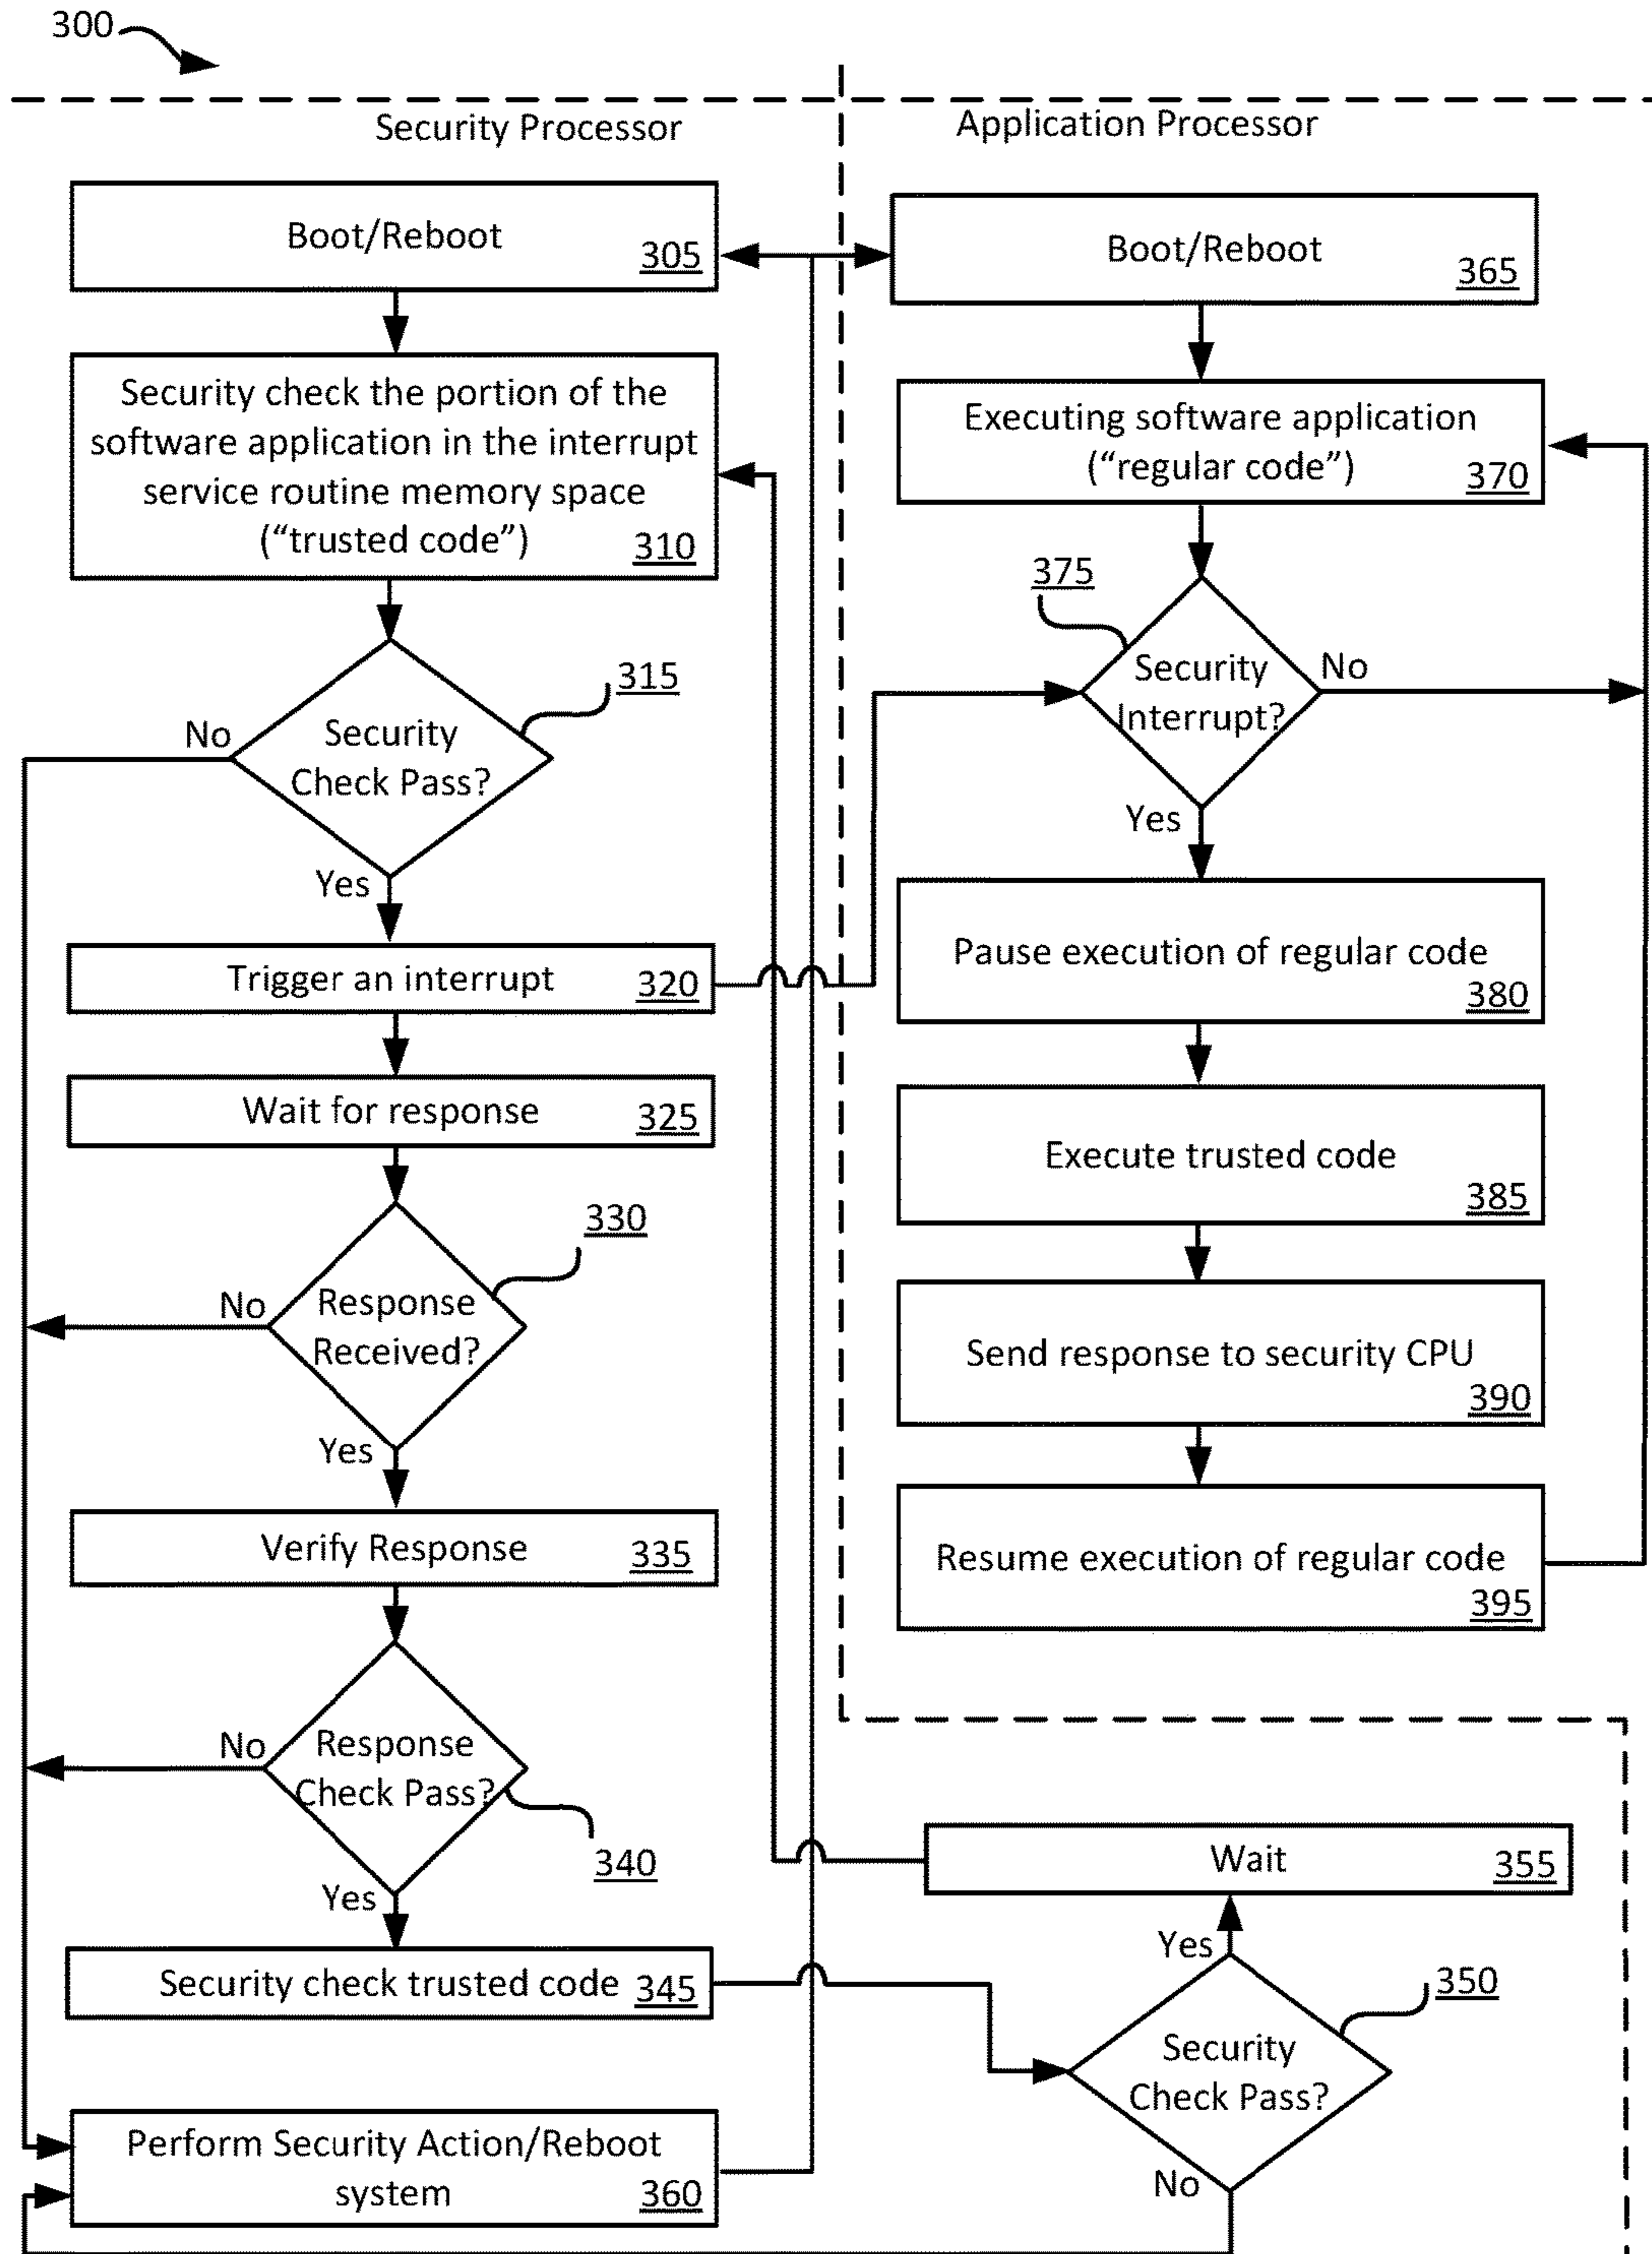 300
Security Processor
Boot/Reboot
305
Security check the portion of the
software application in the interrupt
service routine memory space
(“trusted code”)
310
315
No
Security
Check Pass?
Yes
Trigger an interrupt
320
Wait for response
325
330
No
Response
Received?
Yes
Verify Response
335
No
Response
Check Pass?
340
Yes
Security check trusted code
345
Perform Security Action/Reboot
system
360
Application Processor
Boot/Reboot
365
Executing software application
(“regular code”)
370
375
Security
Interrupt?
No
Yes
Pause execution of regular code
380
Execute trusted code
385
Send response to security CPU
390
Resume execution of regular code
395
Wait
355
Yes
350
Security
Check Pass?
No